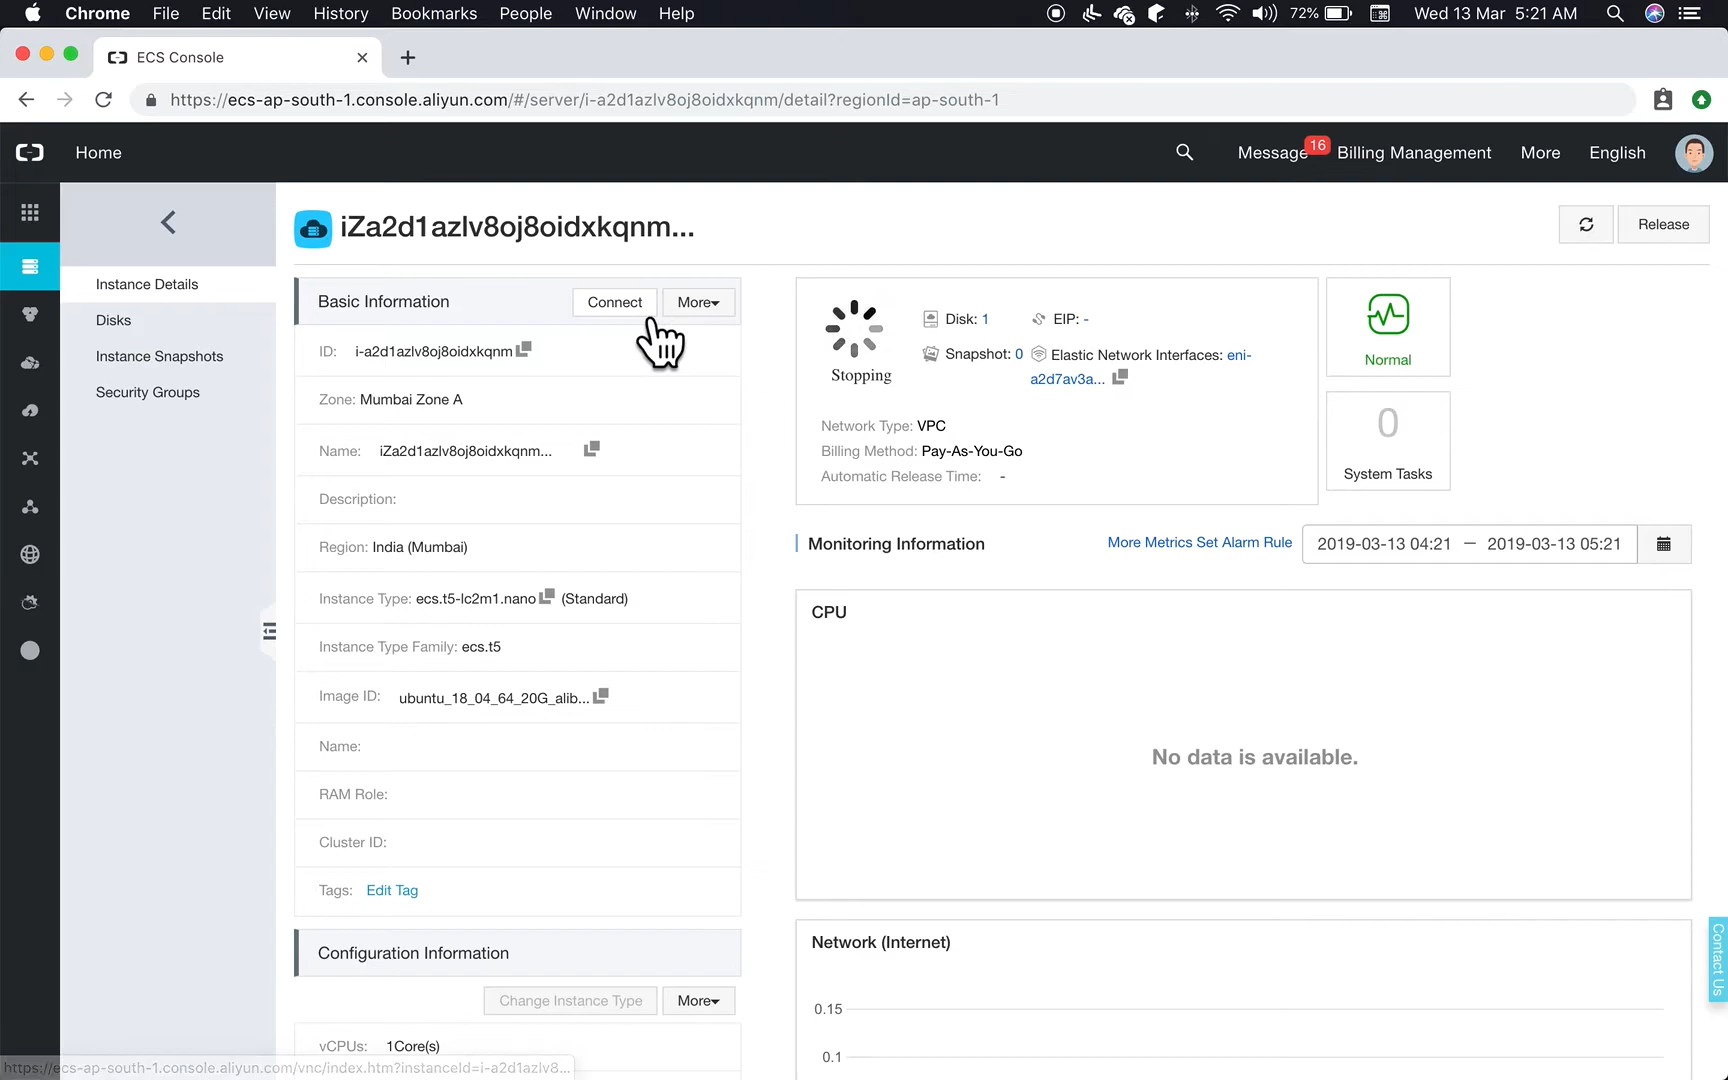 Chrome File Edit View History Bookmarks People Window Help 72% Wed 13 Mar 5:21 AM
ECS Console
https://ecs-ap-south-1.console.aliyun.com/#/server/i-a2d1azlv8oj8oidxkqnm/detail?regionId=ap-south-1
Home Message 16 Billing Management More English
iZa2d1azlv8oj8oidxkqnm... Release
Instance Details
Disks
Instance Snapshots
Security Groups
Basic Information Connect More
ID: i-a2d1azlv8oj8oidxkqnm
Zone: Mumbai Zone A
Name: iZa2d1azlv8oj8oidxkqnm...
Description:
Region: India (Mumbai)
Instance Type: ecs.t5-lc2m1.nano (Standard)
Instance Type Family: ecs.t5
Image ID: ubuntu_18_04_64_20G_alib...
Name:
RAM Role:
Cluster ID:
Tags: Edit Tag
Configuration Information
Change Instance Type More
vCPUs: 1Core(s)
Stopping
Disk: 1 EIP: -
Snapshot: 0 Elastic Network Interfaces: eni-
a2d7av3a...
Network Type: VPC
Billing Method: Pay-As-You-Go
Automatic Release Time: -
Normal
0
System Tasks
Monitoring Information More Metrics Set Alarm Rule 2019-03-13 04:21 — 2019-03-13 05:21
CPU
No data is available.
Network (Internet)
0.15
0.1
Contact Us
https://ecs-ap-south-1.console.aliyun.com/vnc/index.htm?instanceId=i-a2d1azlv8...